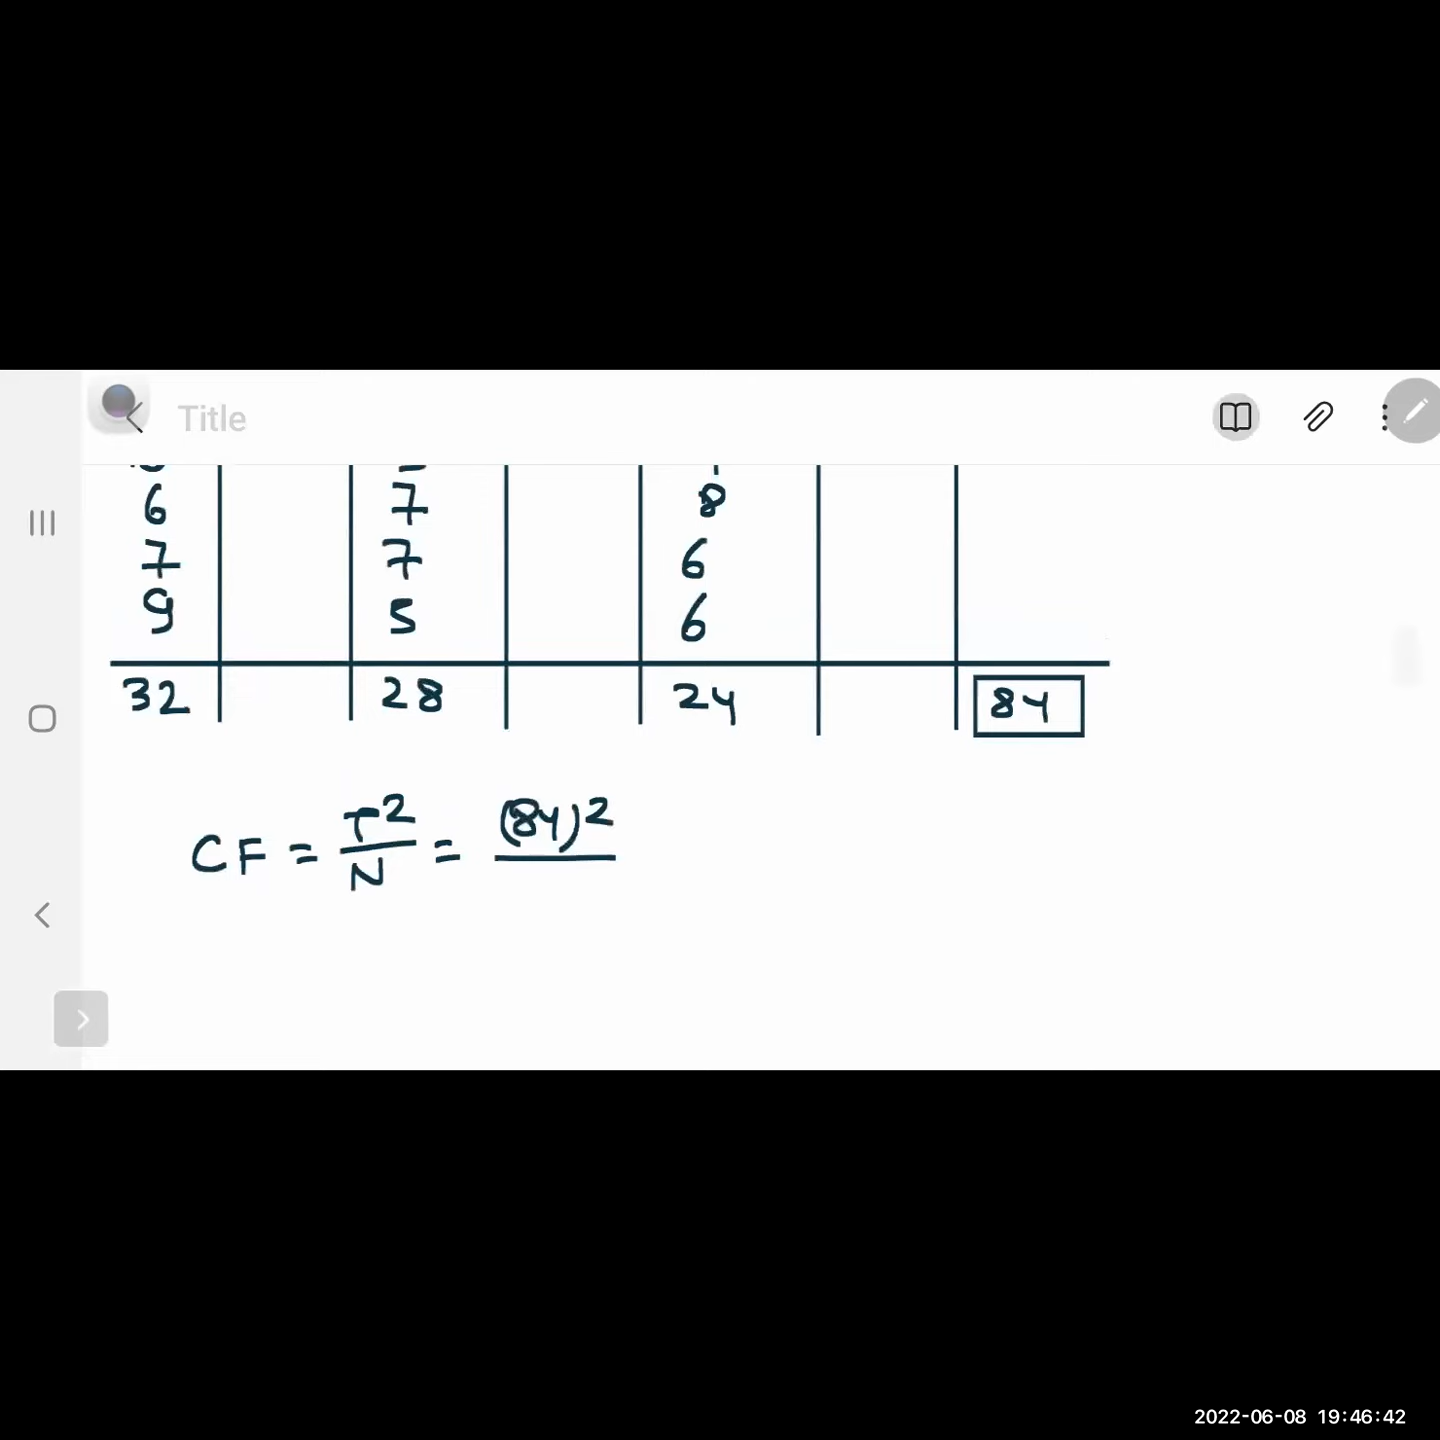 Title
6 7 8
7 7 6
9 5 6
32 28 24 84
CF = T² / N = (84)²
2022-06-08 19:46:42